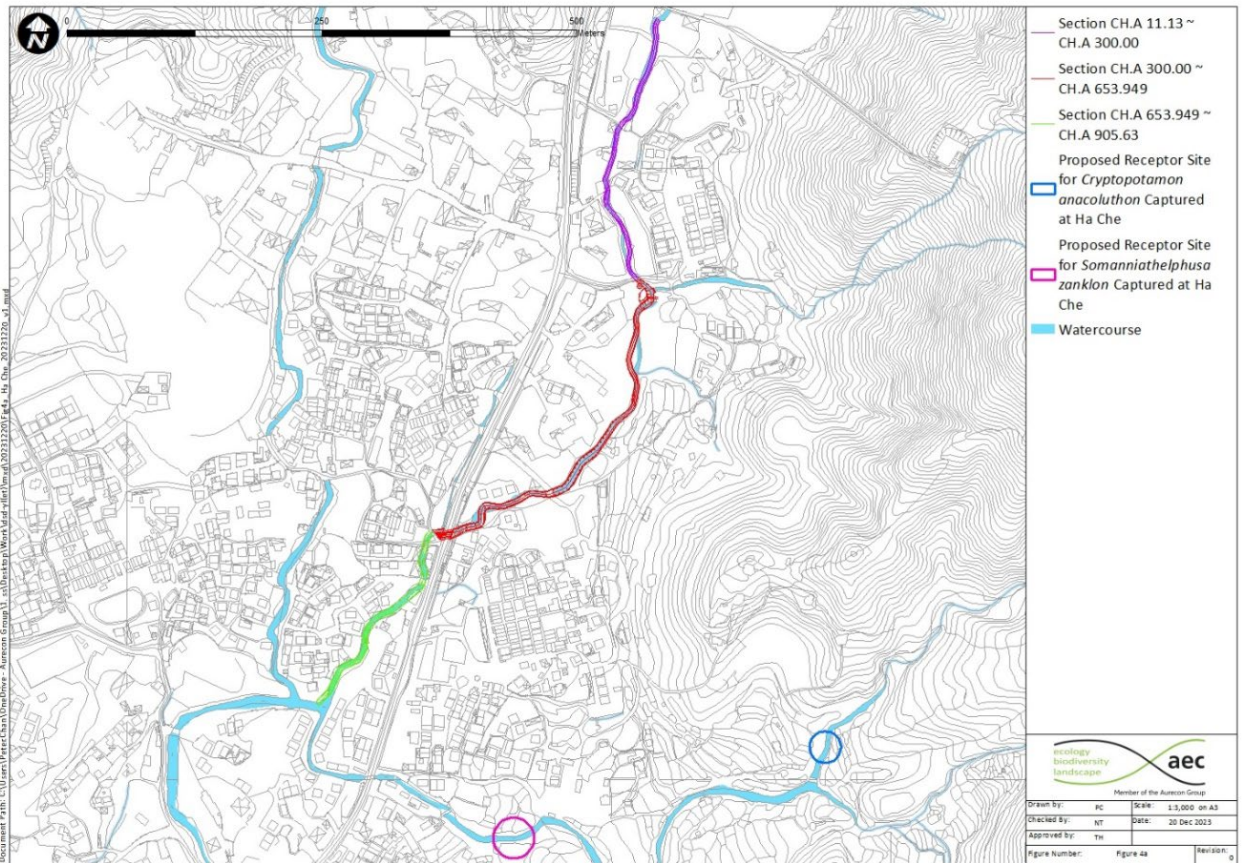 N
0
250
500
Meters
Section CH.A 11.13 ~
CH.A 300.00
Section CH.A 300.00 ~
CH.A 653.949
Section CH.A 653.949 ~
CH.A 905.63
Proposed Receptor Site
for Cryptopotamon
anacoluthon Captured
at Ha Che
Proposed Receptor Site
for Somanniathelphusa
zanklon Captured at Ha
Che
Watercourse
ecology
biodiversity
landscape
aec
Member of the Aurecon Group
Drawn by: PC Scale: 1:3,000 on A3
Checked By: NT Date: 20 Dec 2023
Approved by: TH
Figure Number: Figure 4a Revision: 0